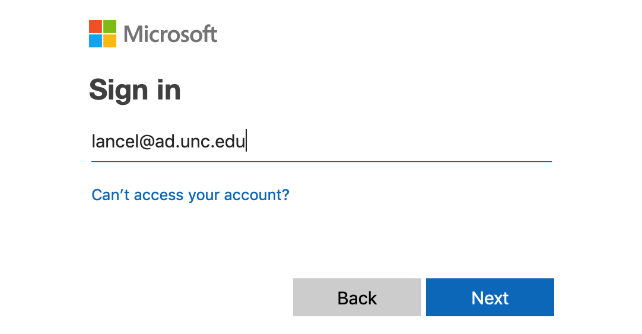 Microsoft
Sign in
lancel@ad.unc.edu
Can't access your account?
Back
Next